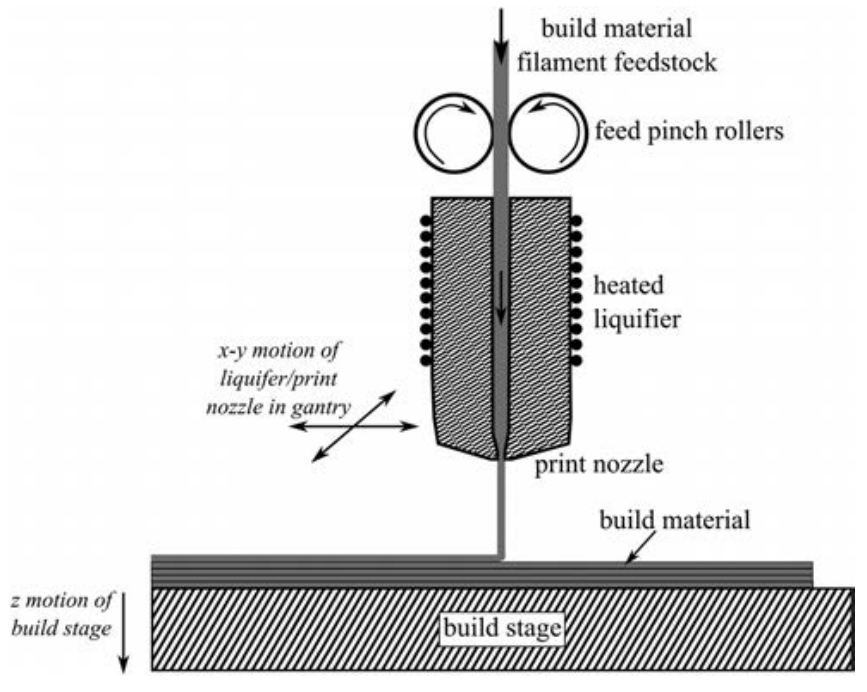 build material
filament feedstock
feed pinch rollers
heated
liquifier
x-y motion of
liquifer/print
nozzle in gantry
print nozzle
build material
z motion of
build stage
build stage